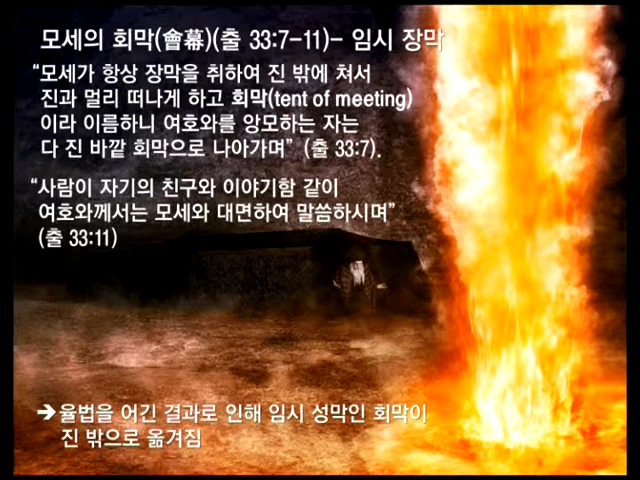 모세의 회막(會幕)(출 33:7-11)- 임시 장막
“모세가 항상 장막을 취하여 진 밖에 쳐서
진과 멀리 떠나게 하고 회막(tent of meeting)
이라 이름하니 여호와를 앙모하는 자는
다 진 바깥 회막으로 나아가며” (출 33:7).
“사람이 자기의 친구와 이야기함 같이
여호와께서는 모세와 대면하여 말씀하시며”
(출 33:11)
➔율법을 어긴 결과로 인해 임시 성막인 회막이
진 밖으로 옮겨짐